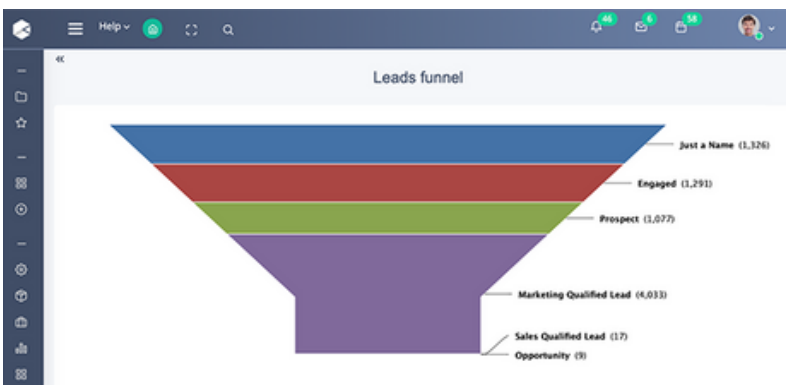 Help
46
6
58
Leads funnel
Just a Name (1,326)
Engaged (1,291)
Prospect (1,077)
Marketing Qualified Lead (4,033)
Sales Qualified Lead (17)
Opportunity (9)